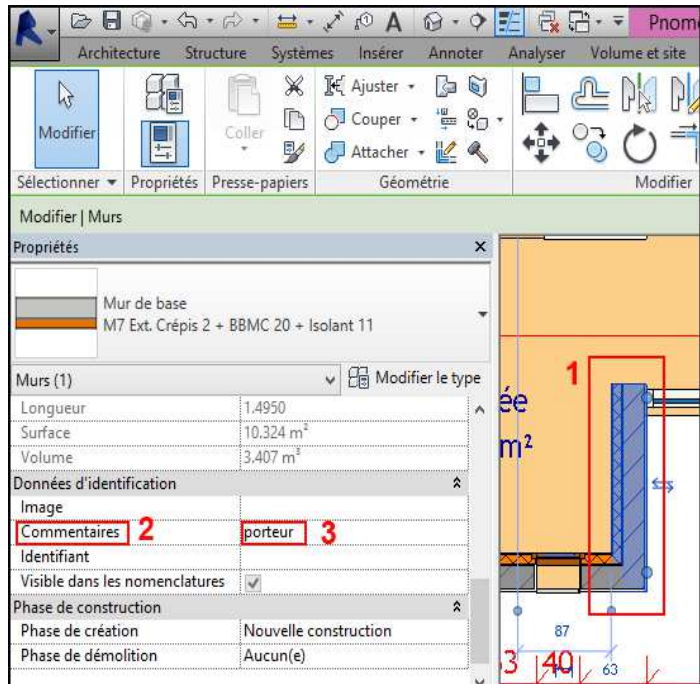 Pnome
Architecture Structure Systèmes Insérer Annoter Analyser Volume et site
Modifier
Coller
Ajuster
Couper
Attacher
Sélectionner Propriétés Presse-papiers Géométrie Modifier
Modifier | Murs
Propriétés
Mur de base
M7 Ext. Crépis 2 + BBMC 20 + Isolant 11
Murs (1) Modifier le type
Longueur 1.4950
Surface 10.324 m²
Volume 3.407 m³
Données d'identification
Image
Commentaires 2 porteur 3
Identifiant
Visible dans les nomenclatures
Phase de construction
Phase de création Nouvelle construction
Phase de démolition Aucun(e)
1
ée
m²
87
3 40 63